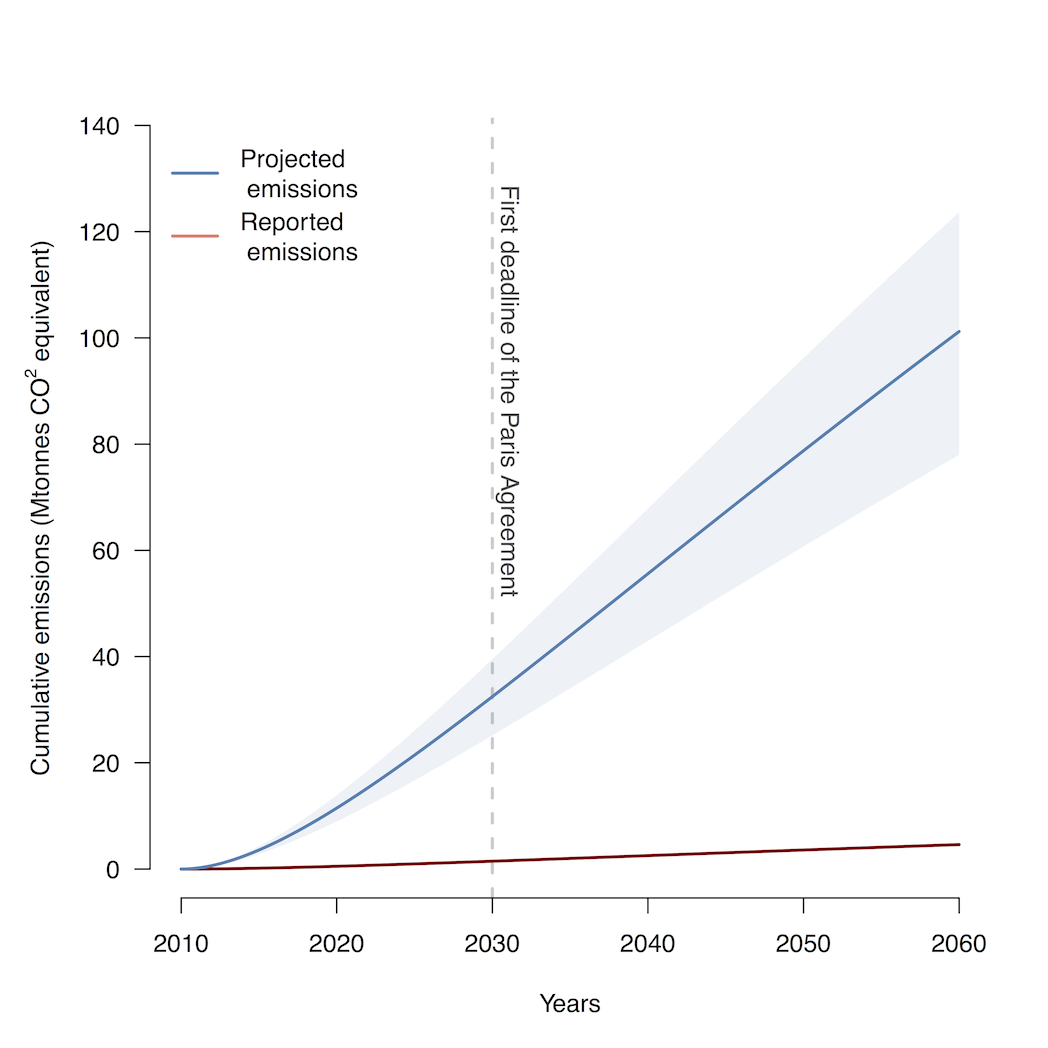 140
120
100
80
60
40
20
0
Cumulative emissions (Mtonnes CO² equivalent)
Projected
emissions
Reported
emissions
First deadline of the Paris Agreement
2010 2020 2030 2040 2050 2060
Years